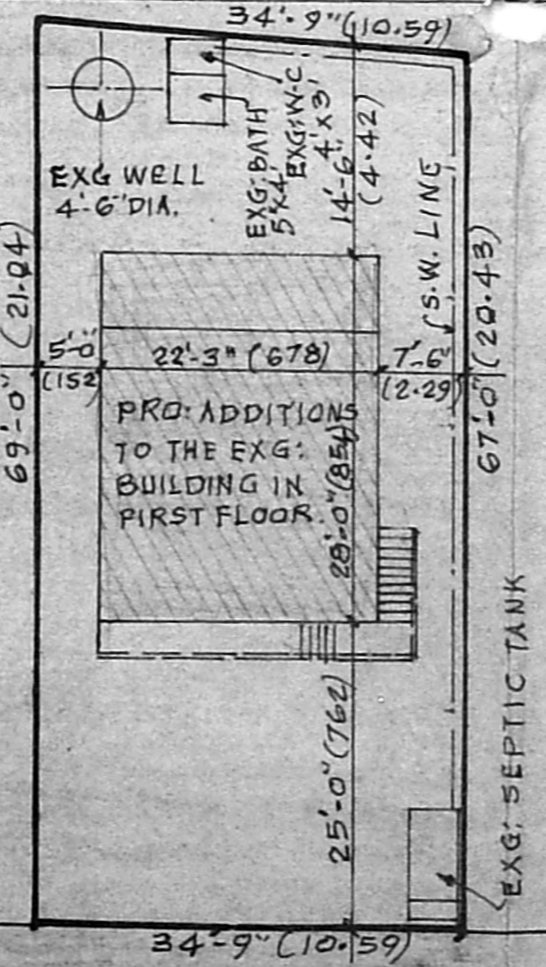 34'-9" (10.59)
EXG WELL
4'-6" DIA.
EXG: BATH
5'X4'
EXG: W.C.
4'X3'
14'-6"
(4.42)
S.W. LINE
69'-0" (21.04)
67'-0" (20.43)
5'-0"
(152
22'-3" (678)
7'-6"
(2.29)
PRO: ADDITIONS
TO THE EXG:
BUILDING IN
FIRST FLOOR.
28'-0" (854)
25'-0" (762)
EXG: SEPTIC TANK
34'-9" (10.59)